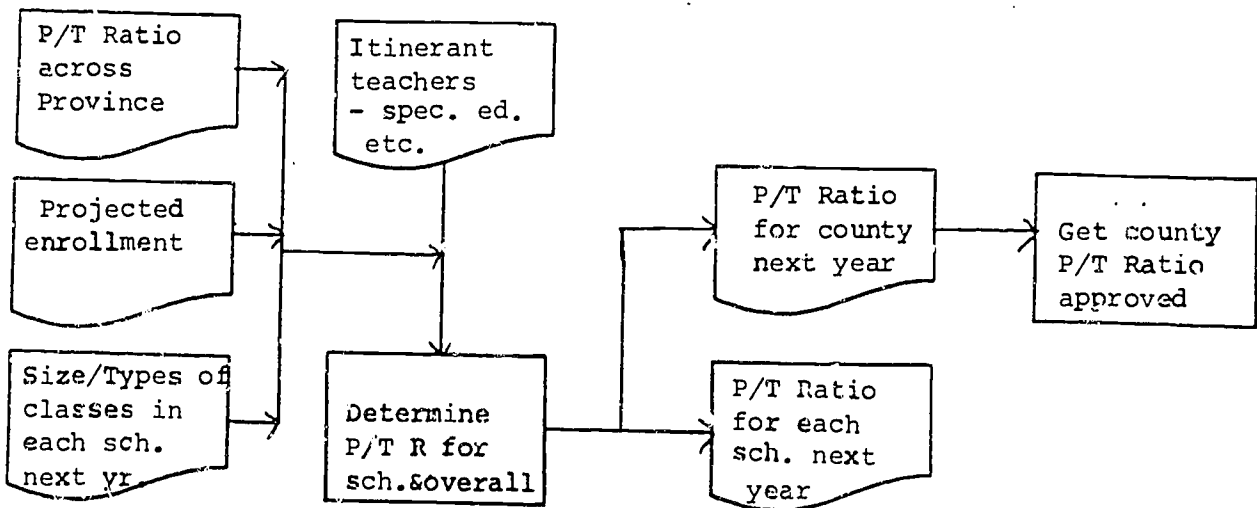 P/T Ratio
across
Province
Itinerant
teachers
- spec. ed.
etc.
Projected
enrollment
P/T Ratio
for county
next year
Get county
P/T Ratio
approved
Size/Types of
classes in
each sch.
next yr.
Determine
P/T R for
sch.&overall
P/T Ratio
for each
sch. next
year